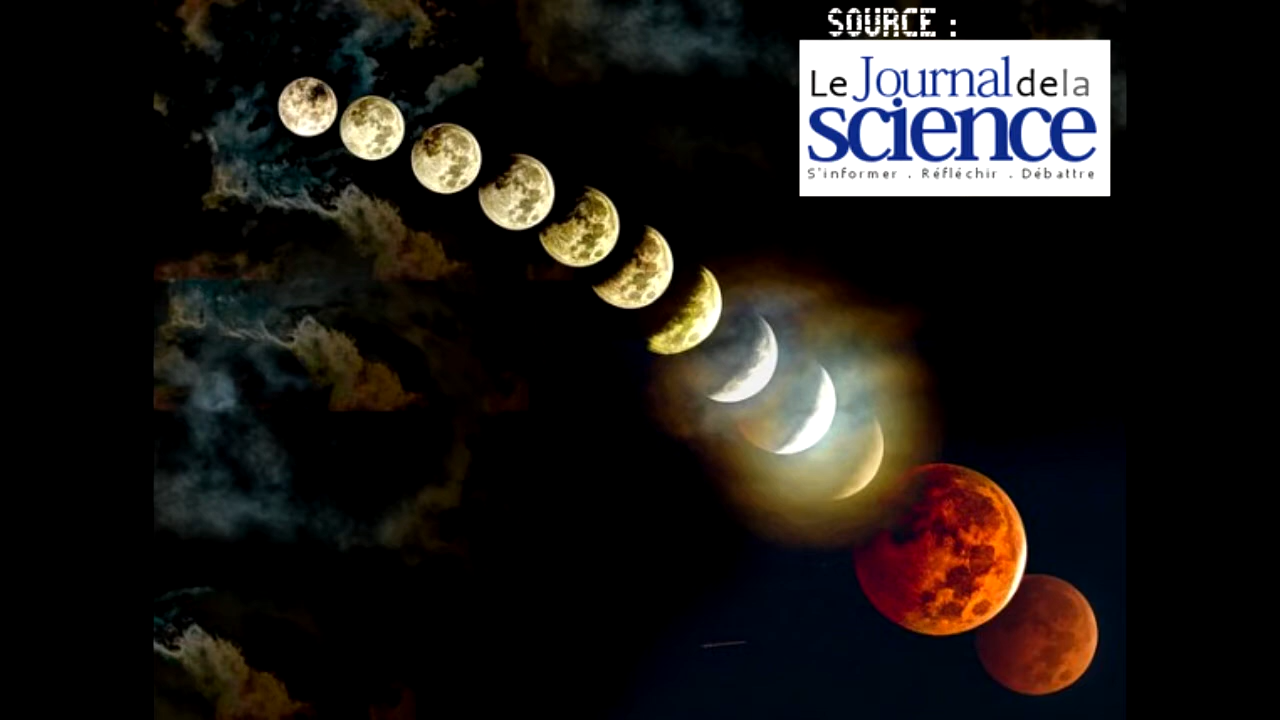 SOURCE :
Le Journal de la
science
S'informer . Réfléchir . Débattre